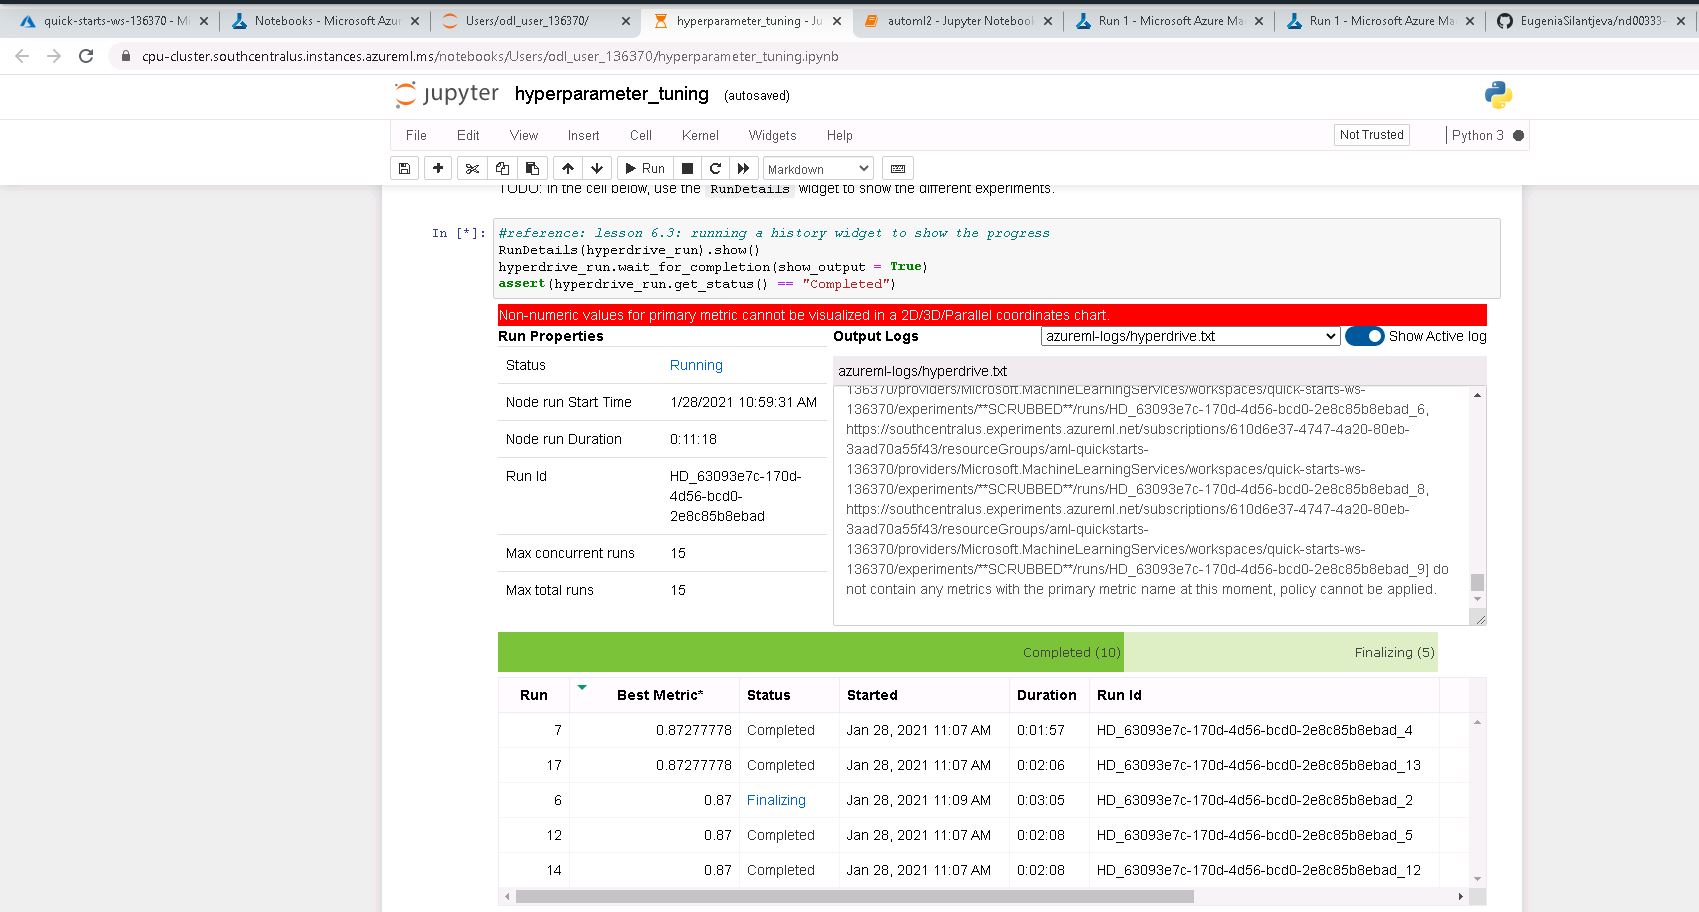 quick-starts-ws-136370 - Mi
Notebooks - Microsoft Azur
Users/odl_user_136370/
hyperparameter_tuning - Ju
automl2 - Jupyter Notebook
Run 1 - Microsoft Azure Ma
Run 1 - Microsoft Azure Ma
EugeniaSilantjeva/nd00333-
cpu-cluster.southcentralus.instances.azureml.ms/notebooks/Users/odl_user_136370/hyperparameter_tuning.ipynb
jupyter hyperparameter_tuning (autosaved)
File Edit View Insert Cell Kernel Widgets Help
Not Trusted Python 3
Run Markdown
TODO: In the cell below, use the RunDetails widget to show the different experiments.
In [*]: #reference: lesson 6.3: running a history widget to show the progress
RunDetails(hyperdrive_run).show()
hyperdrive_run.wait_for_completion(show_output = True)
assert(hyperdrive_run.get_status() == "Completed")
Non-numeric values for primary metric cannot be visualized in a 2D/3D/Parallel coordinates chart.
Run Properties
Status Running
Node run Start Time 1/28/2021 10:59:31 AM
Node run Duration 0:11:18
Run Id HD_63093e7c-170d-
4d56-bcd0-
2e8c85b8ebad
Max concurrent runs 15
Max total runs 15
Output Logs azureml-logs/hyperdrive.txt Show Active log
azureml-logs/hyperdrive.txt
136370/providers/Microsoft.MachineLearningServices/workspaces/quick-starts-ws-
136370/experiments/**SCRUBBED**/runs/HD_63093e7c-170d-4d56-bcd0-2e8c85b8ebad_6,
https://southcentralus.experiments.azureml.net/subscriptions/610d6e37-4747-4a20-80eb-
3aad70a55f43/resourceGroups/aml-quickstarts-
136370/providers/Microsoft.MachineLearningServices/workspaces/quick-starts-ws-
136370/experiments/**SCRUBBED**/runs/HD_63093e7c-170d-4d56-bcd0-2e8c85b8ebad_8,
https://southcentralus.experiments.azureml.net/subscriptions/610d6e37-4747-4a20-80eb-
3aad70a55f43/resourceGroups/aml-quickstarts-
136370/providers/Microsoft.MachineLearningServices/workspaces/quick-starts-ws-
136370/experiments/**SCRUBBED**/runs/HD_63093e7c-170d-4d56-bcd0-2e8c85b8ebad_9] do
not contain any metrics with the primary metric name at this moment, policy cannot be applied.
Completed (10) Finalizing (5)
Run Best Metric* Status Started Duration Run Id
7 0.87277778 Completed Jan 28, 2021 11:07 AM 0:01:57 HD_63093e7c-170d-4d56-bcd0-2e8c85b8ebad_4
17 0.87277778 Completed Jan 28, 2021 11:07 AM 0:02:06 HD_63093e7c-170d-4d56-bcd0-2e8c85b8ebad_13
6 0.87 Finalizing Jan 28, 2021 11:09 AM 0:03:05 HD_63093e7c-170d-4d56-bcd0-2e8c85b8ebad_2
12 0.87 Completed Jan 28, 2021 11:07 AM 0:02:08 HD_63093e7c-170d-4d56-bcd0-2e8c85b8ebad_5
14 0.87 Completed Jan 28, 2021 11:07 AM 0:02:08 HD_63093e7c-170d-4d56-bcd0-2e8c85b8ebad_12